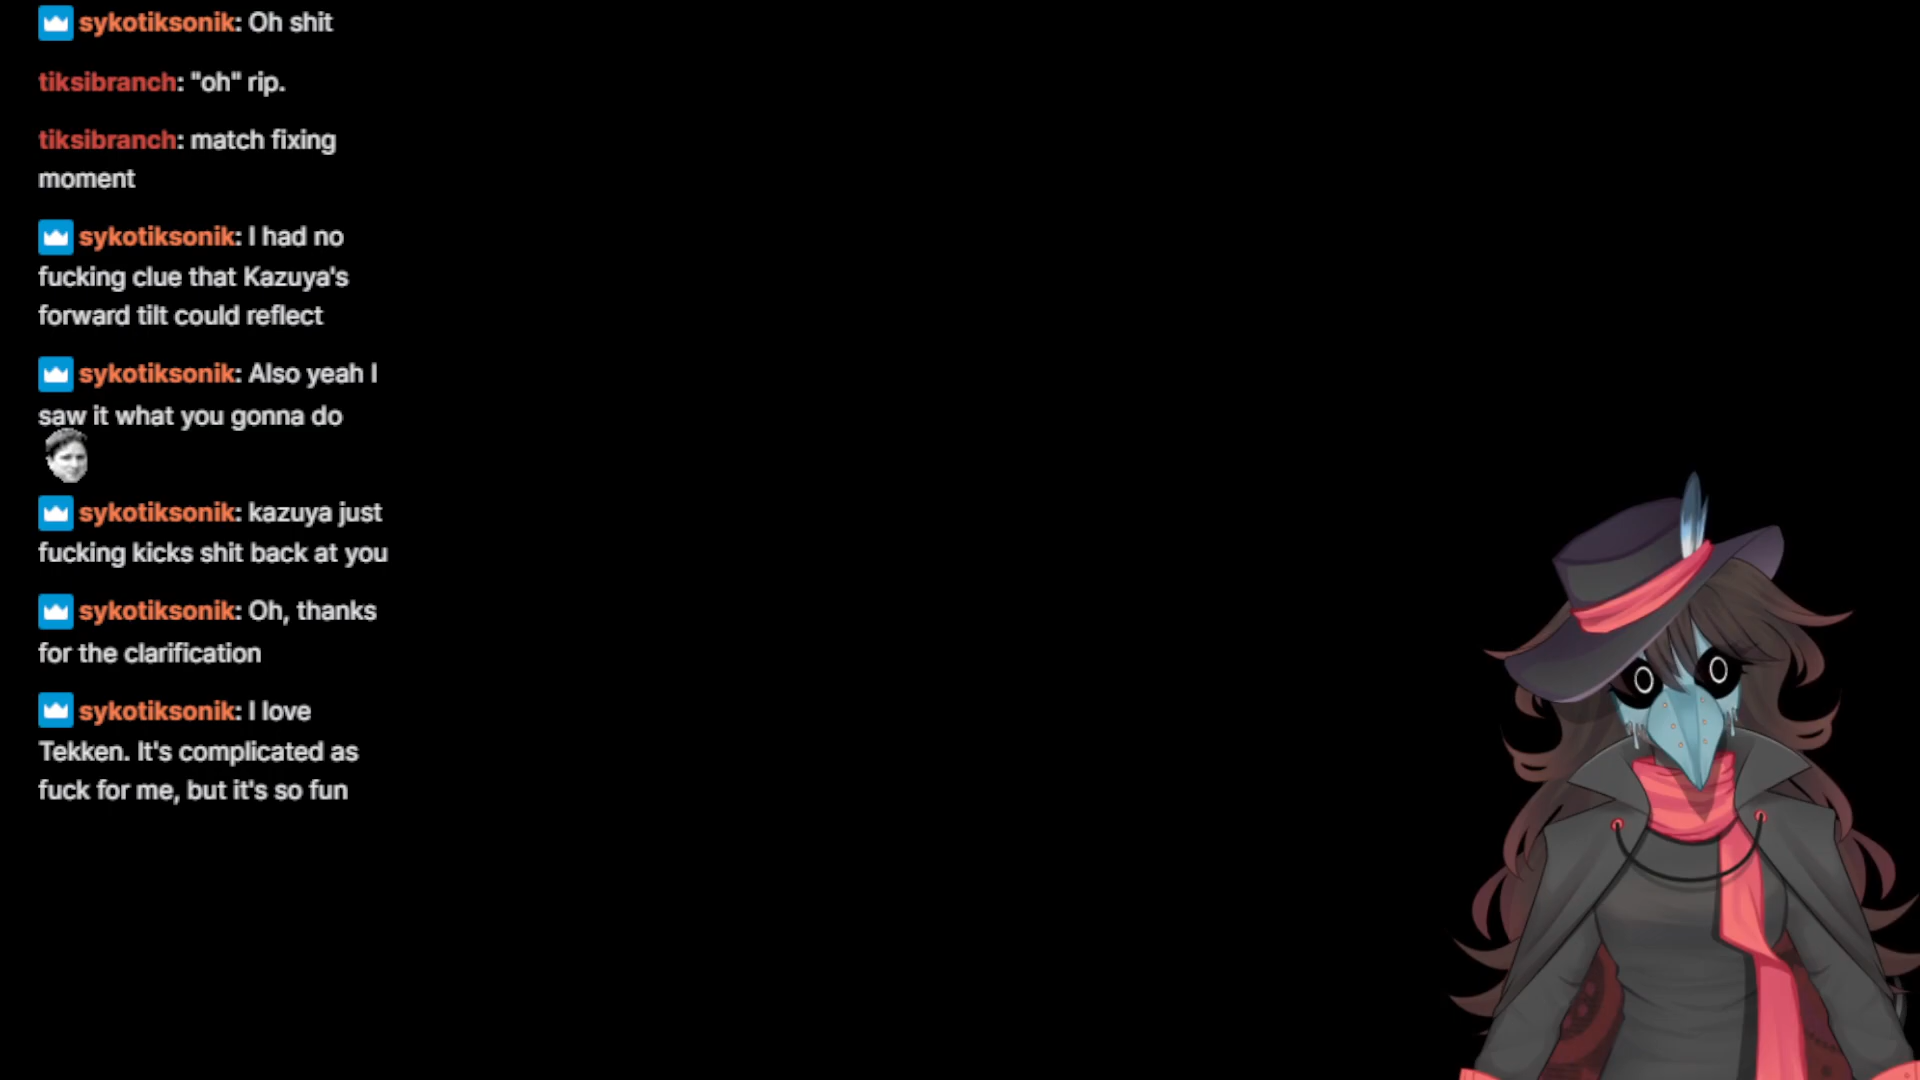 sykotiksonik: Oh shit
tiksibranch: "oh" rip.
tiksibranch: match fixing
moment
sykotiksonik: I had no
fucking clue that Kazuya's
forward tilt could reflect
sykotiksonik: Also yeah I
saw it what you gonna do
sykotiksonik: kazuya just
fucking kicks shit back at you
sykotiksonik: Oh, thanks
for the clarification
sykotiksonik: I love
Tekken. It's complicated as
fuck for me, but it's so fun